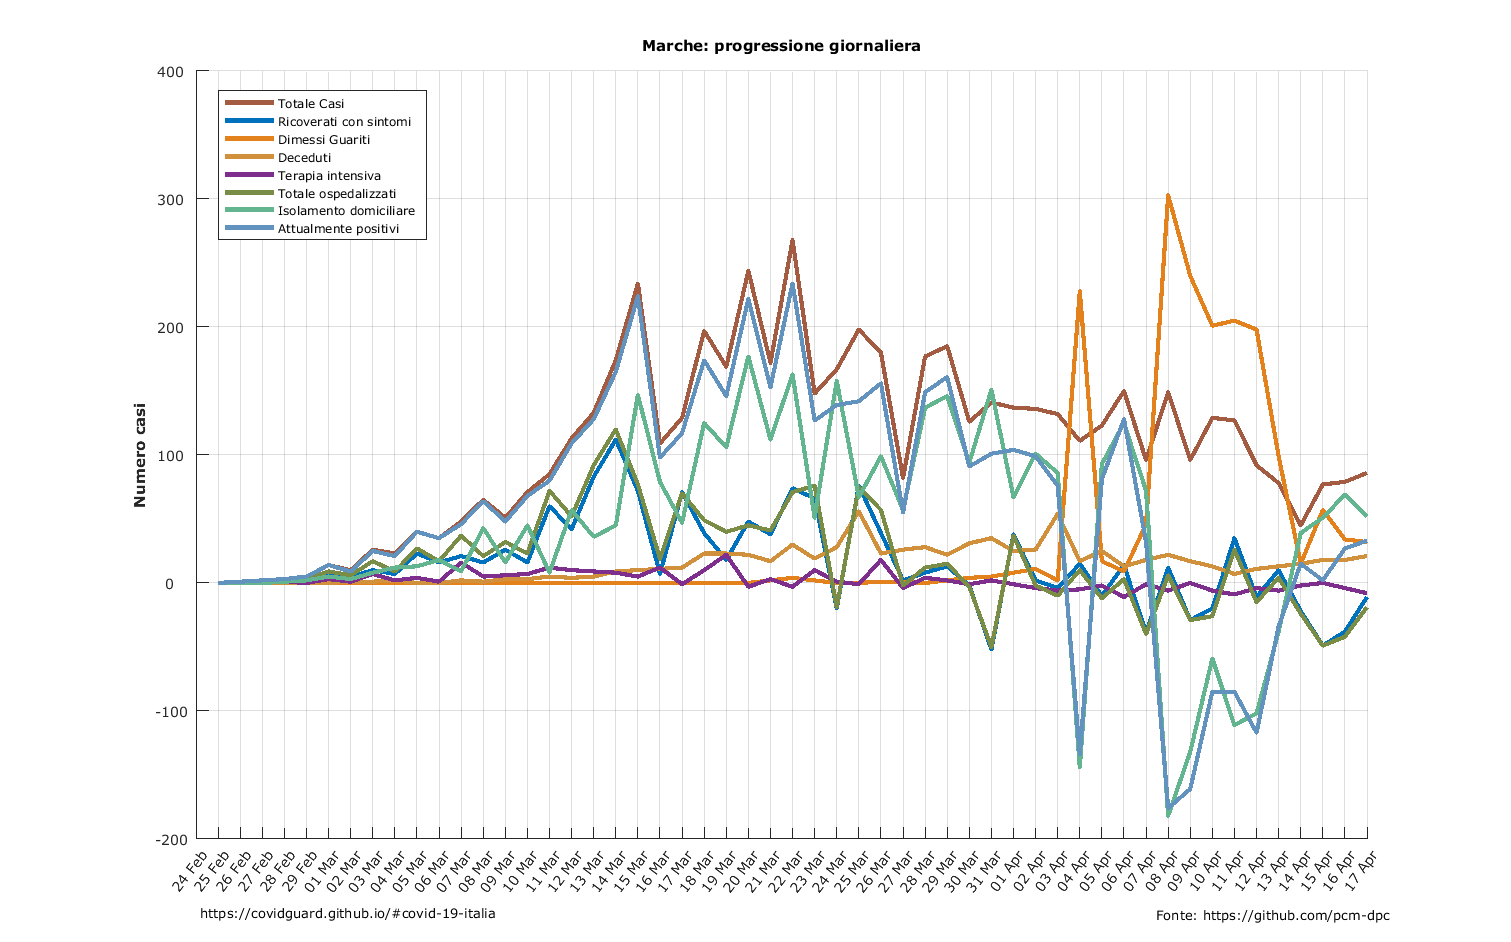 Marche: progressione giornaliera
400
300
200
100
0
-100
-200
Numero casi
Totale Casi
Ricoverati con sintomi
Dimessi Guariti
Deceduti
Terapia intensiva
Totale ospedalizzati
Isolamento domiciliare
Attualmente positivi
24 Feb
25 Feb
26 Feb
27 Feb
28 Feb
29 Feb
01 Mar
02 Mar
03 Mar
04 Mar
05 Mar
06 Mar
07 Mar
08 Mar
09 Mar
10 Mar
11 Mar
12 Mar
13 Mar
14 Mar
15 Mar
16 Mar
17 Mar
18 Mar
19 Mar
20 Mar
21 Mar
22 Mar
23 Mar
24 Mar
25 Mar
26 Mar
27 Mar
28 Mar
29 Mar
30 Mar
31 Mar
01 Apr
02 Apr
03 Apr
04 Apr
05 Apr
06 Apr
07 Apr
08 Apr
09 Apr
10 Apr
11 Apr
12 Apr
13 Apr
14 Apr
15 Apr
16 Apr
17 Apr
https://covidguard.github.io/#covid-19-italia
Fonte: https://github.com/pcm-dpc